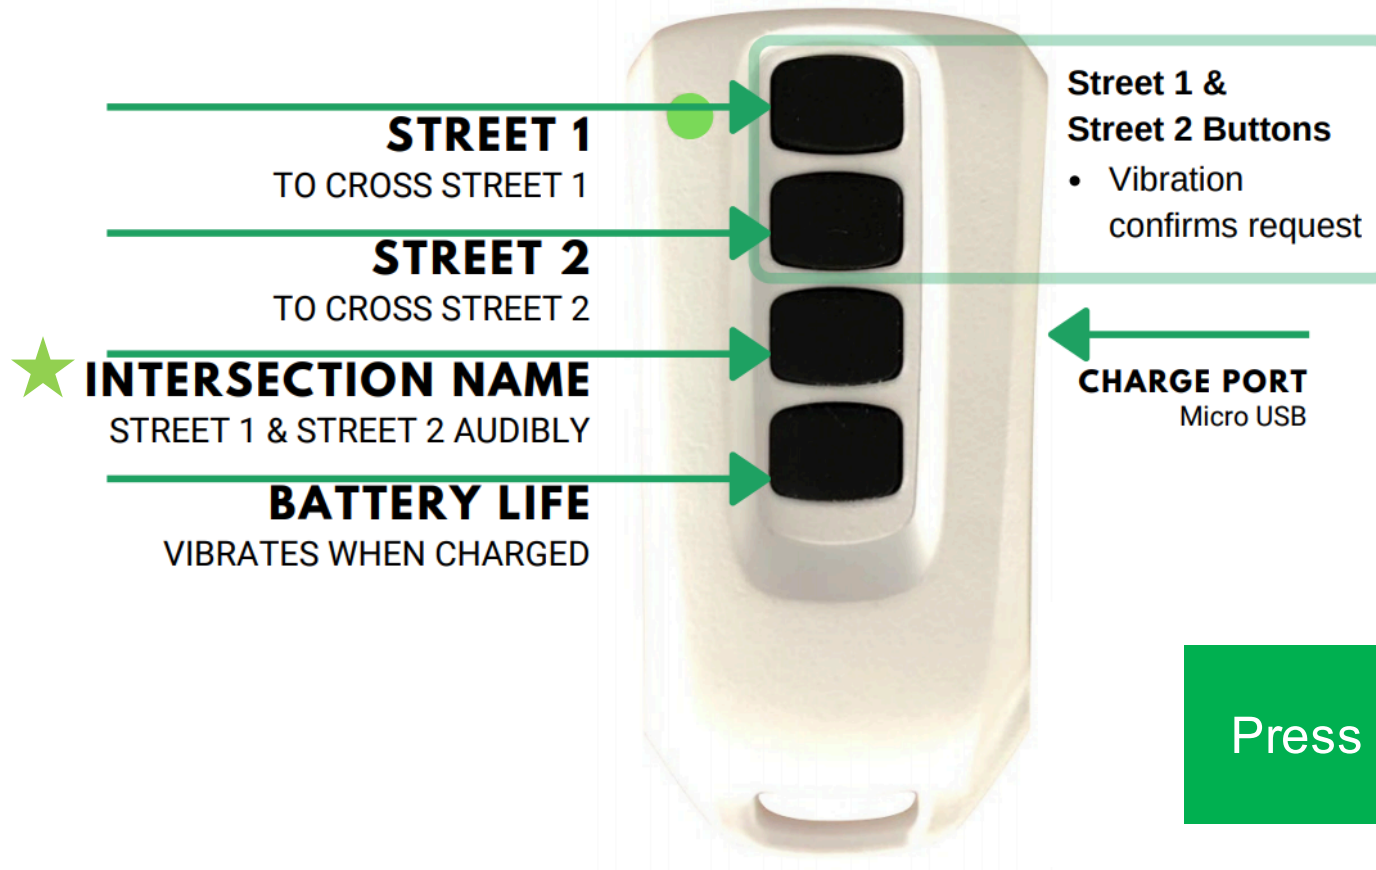 STREET 1
TO CROSS STREET 1
STREET 2
TO CROSS STREET 2
INTERSECTION NAME
STREET 1 & STREET 2 AUDIBLY
BATTERY LIFE
VIBRATES WHEN CHARGED
Street 1 &
Street 2 Buttons
• Vibration
confirms request
CHARGE PORT
Micro USB
Press